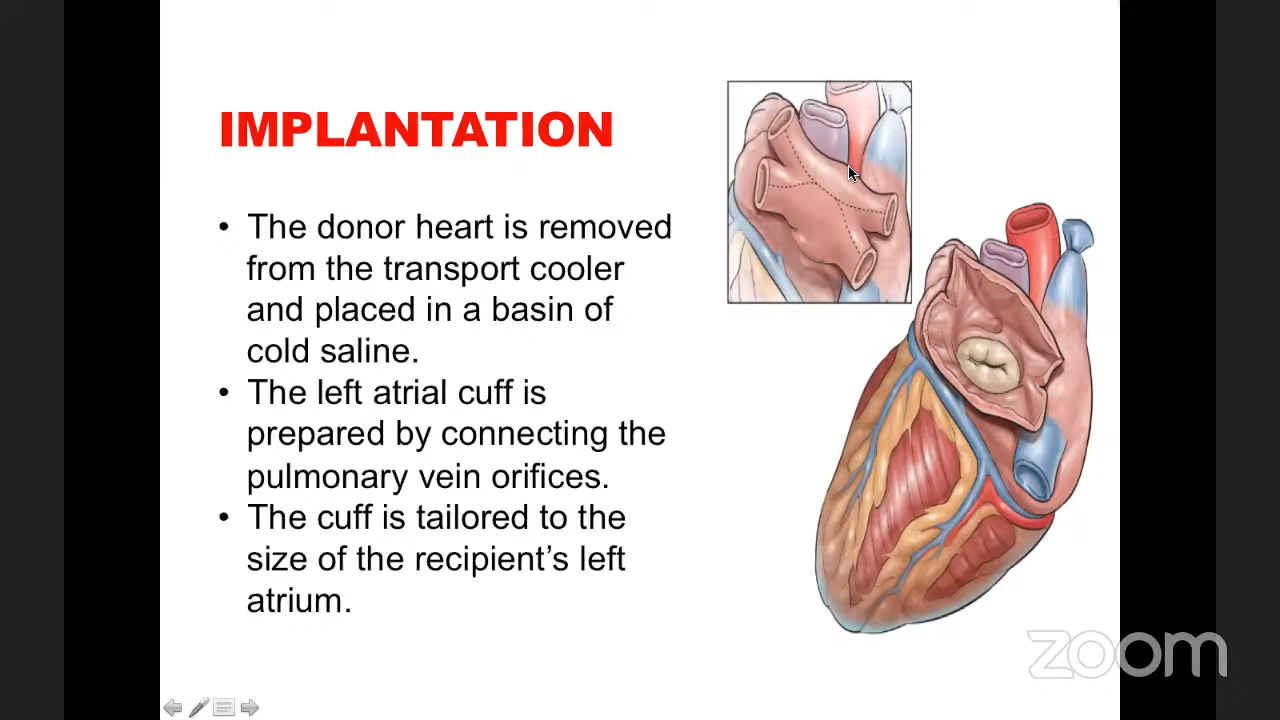 IMPLANTATION
• The donor heart is removed
from the transport cooler
and placed in a basin of
cold saline.
• The left atrial cuff is
prepared by connecting the
pulmonary vein orifices.
• The cuff is tailored to the
size of the recipient’s left
atrium.
zoom